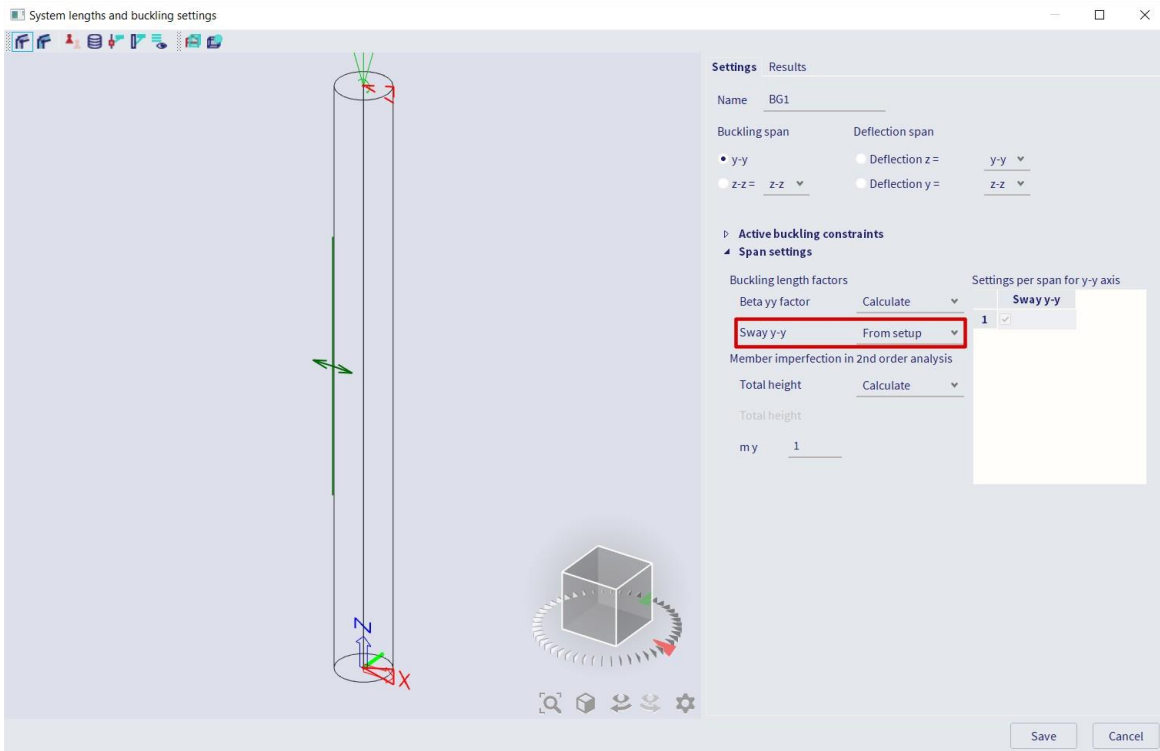 System lengths and buckling settings
Settings Results
Name BG1
Buckling span Deflection span
y-y Deflection z = y-y
z-z = z-z Deflection y = z-z
Active buckling constraints
Span settings
Buckling length factors Settings per span for y-y axis
Beta yy factor Calculate Sway y-y
1
Sway y-y From setup
Member imperfection in 2nd order analysis
Total height Calculate
Total height
m y 1
Z
X
Save Cancel